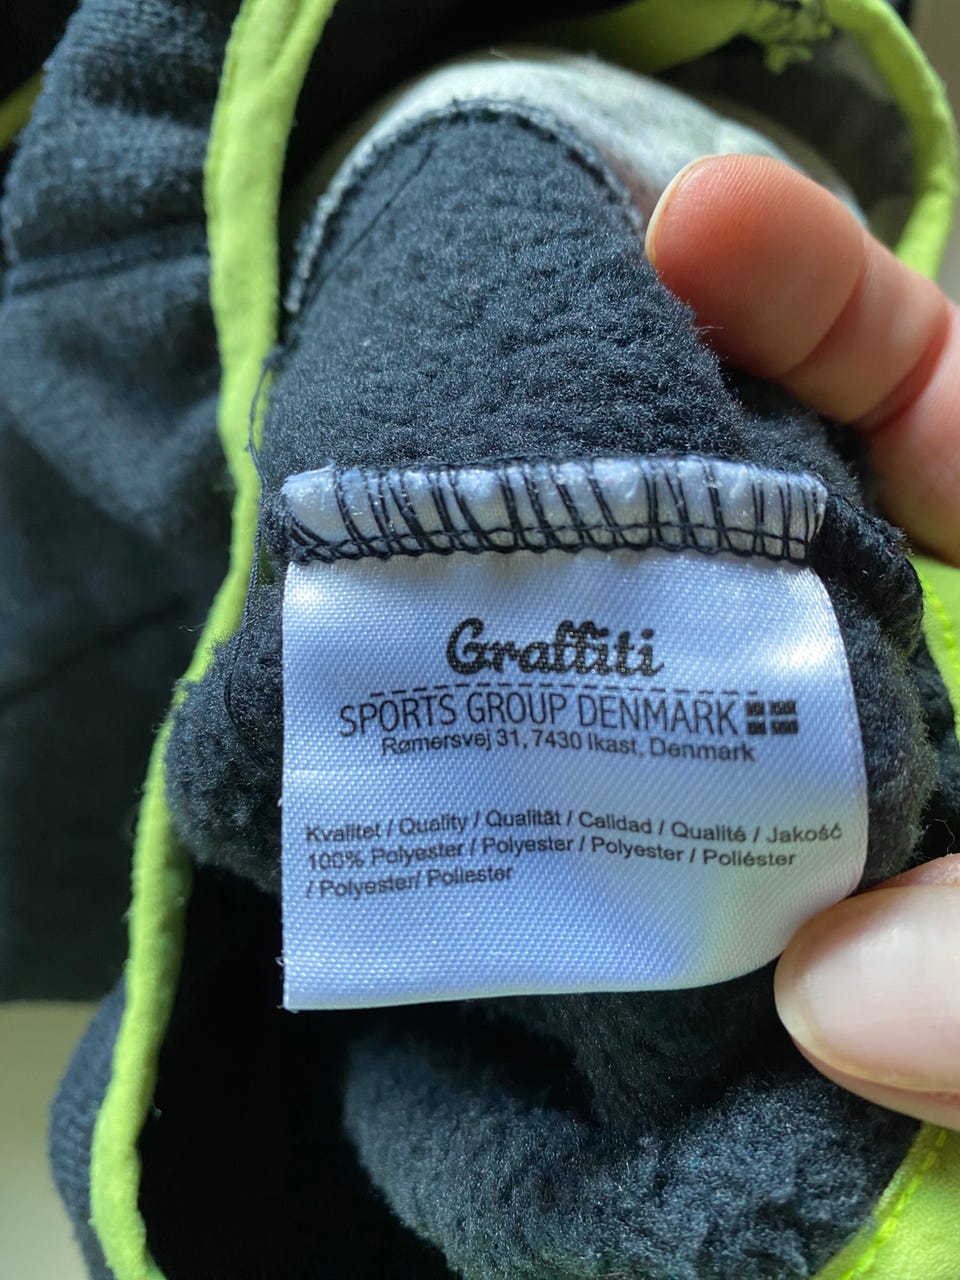 Graffiti
SPORTS GROUP DENMARK
Rømersvej 31, 7430 Ikast, Denmark
Kvalitet / Quality / Qualität / Calidad / Qualité / Jakość
100% Polyester / Polyester / Polyester / Poliéster
/ Polyester/ Poliester